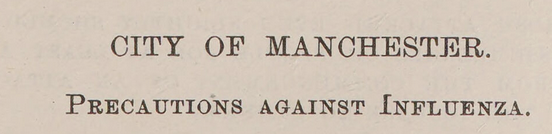 CITY OF MANCHESTER.
PRECAUTIONS AGAINST INFLUENZA.